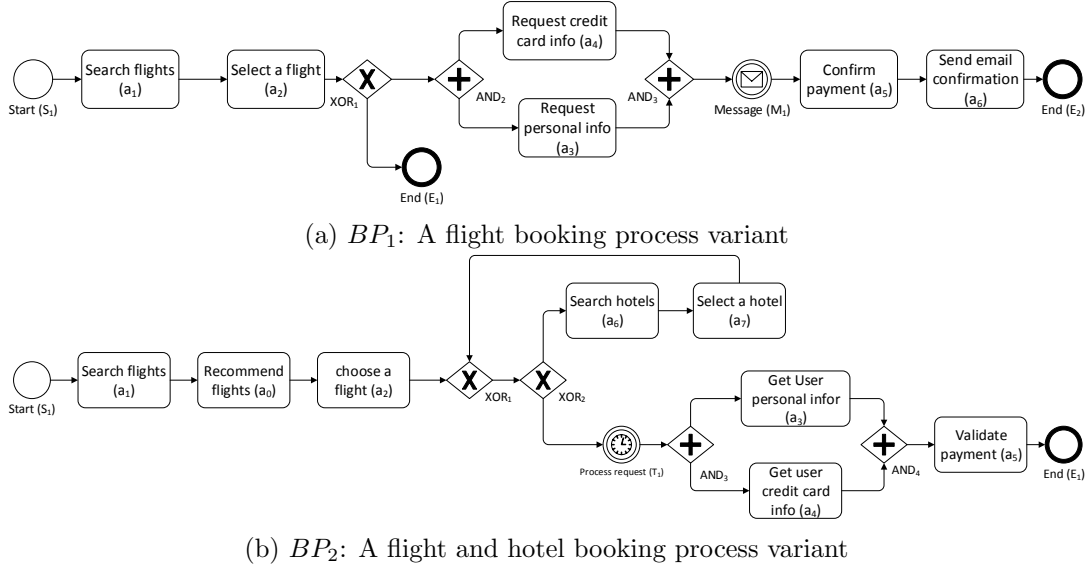 Request credit
card info (a4)
Search flights
(a1)
Select a flight
(a2)
X
XOR1
AND2
AND3
Confirm
payment (a5)
Send email
confirmation
(a6)
Start (S1)
Message (M1)
End (E2)
Request
personal info
(a3)
End (E1)
(a) BP1: A flight booking process variant
Search hotels
(a6)
Select a hotel
(a7)
Search flights
(a1)
Recommend
flights (a0)
choose a
flight (a2)
X
XOR1
X
XOR2
Start (S1)
Get User
personal infor
(a3)
Process request (T1)
AND3
AND4
Validate
payment (a5)
End (E1)
Get user
credit card
info (a4)
(b) BP2: A flight and hotel booking process variant